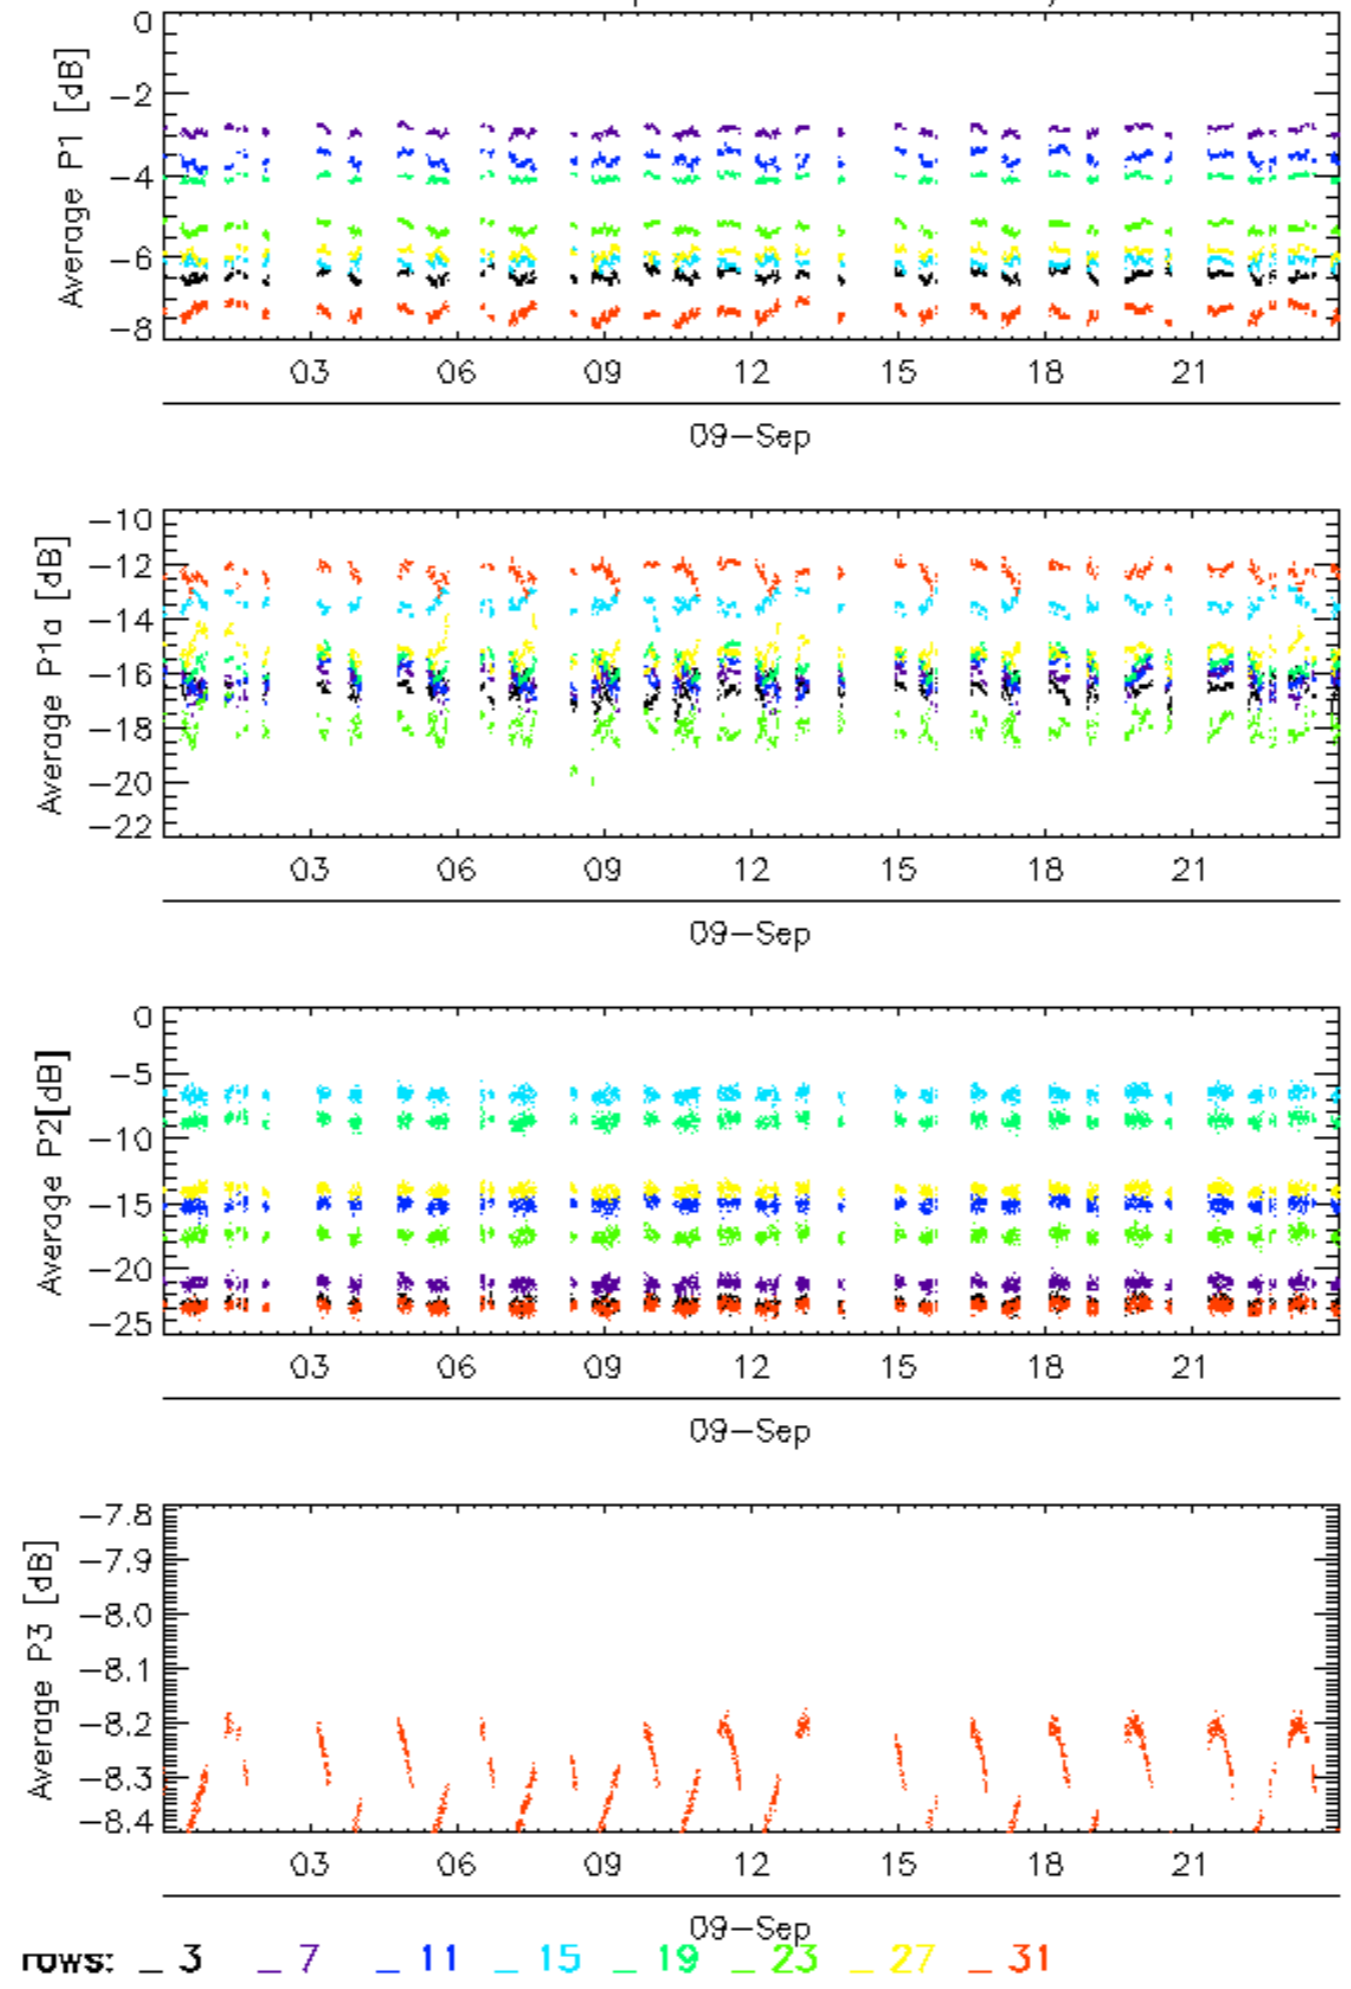 Average P1 [dB]
0
−2
−4
−6
−8
03 06 09 12 15 18 21
09−Sep
Average P1a [dB]
−10
−12
−14
−16
−18
−20
−22
03 06 09 12 15 18 21
09−Sep
Average P2[dB]
0
−5
−10
−15
−20
−25
03 06 09 12 15 18 21
09−Sep
Average P3 [dB]
−7.8
−7.9
−8.0
−8.1
−8.2
−8.3
−8.4
03 06 09 12 15 18 21
09−Sep
rows: _ 3 _ 7 _ 11 _ 15 _ 19 _ 23 _ 27 _ 31